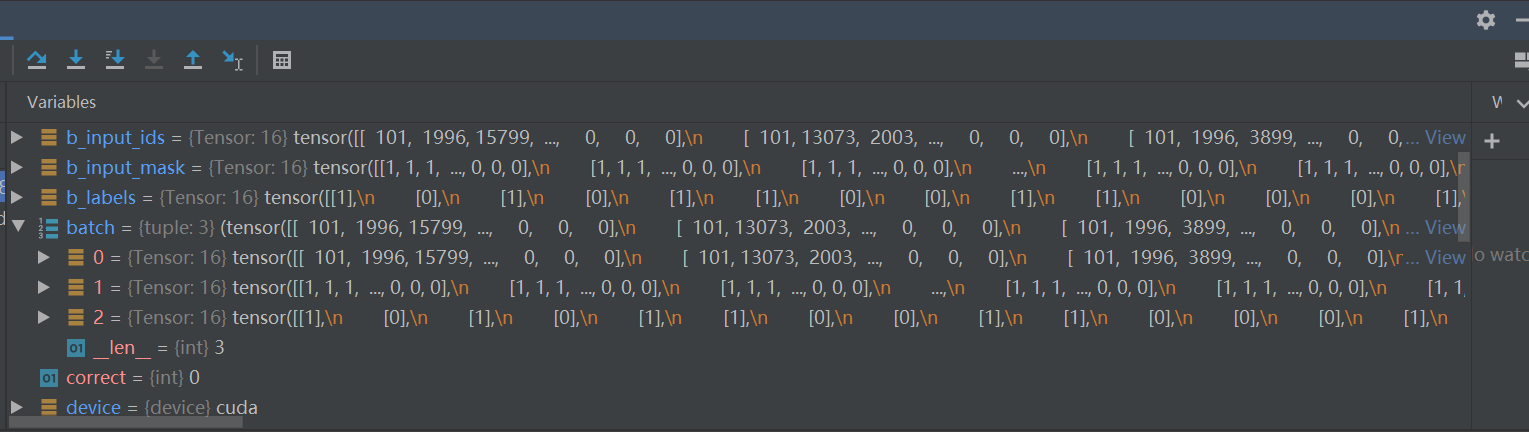 Variables
W
b_input_ids = {Tensor: 16} tensor([[ 101, 1996, 15799, ..., 0, 0, 0],\n [ 101, 13073, 2003, ..., 0, 0, 0],\n [ 101, 1996, 3899, ..., 0, 0,... View
b_input_mask = {Tensor: 16} tensor([[1, 1, 1, ..., 0, 0, 0],\n [1, 1, 1, ..., 0, 0, 0],\n [1, 1, 1, ..., 0, 0, 0],\n ...,\n [1, 1, 1, ..., 0, 0, 0],\n [1, 1, 1, ..., 0, 0, 0],\n
b_labels = {Tensor: 16} tensor([[1],\n [0],\n [1],\n [0],\n [1],\n [1],\n [0],\n [0],\n [1],\n [1],\n [0],\n [0],\n [0],\n [1],\n
batch = {tuple: 3} (tensor([[ 101, 1996, 15799, ..., 0, 0, 0],\n [ 101, 13073, 2003, ..., 0, 0, 0],\n [ 101, 1996, 3899, ..., 0, 0, 0],\n ... View
0 = {Tensor: 16} tensor([[ 101, 1996, 15799, ..., 0, 0, 0],\n [ 101, 13073, 2003, ..., 0, 0, 0],\n [ 101, 1996, 3899, ..., 0, 0, 0],\n... View
1 = {Tensor: 16} tensor([[1, 1, 1, ..., 0, 0, 0],\n [1, 1, 1, ..., 0, 0, 0],\n [1, 1, 1, ..., 0, 0, 0],\n ...,\n [1, 1, 1, ..., 0, 0, 0],\n [1, 1, 1, ..., 0, 0, 0],\n [1, 1,
2 = {Tensor: 16} tensor([[1],\n [0],\n [1],\n [0],\n [1],\n [1],\n [0],\n [0],\n [1],\n [1],\n [0],\n [0],\n [0],\n [1],\n
01 __len__ = {int} 3
01 correct = {int} 0
device = {device} cuda